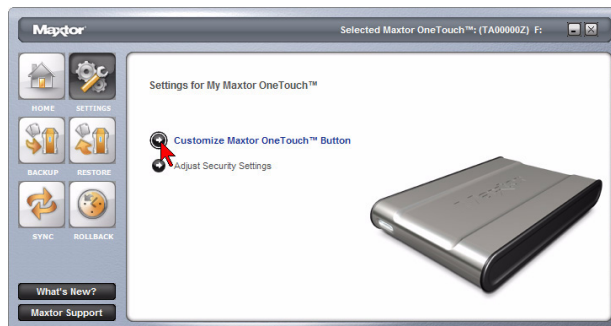 Maxtor
Selected Maxtor OneTouch™: (TA00000Z) F:
HOME SETTINGS
BACKUP RESTORE
SYNC ROLLBACK
What's New?
Maxtor Support
Settings for My Maxtor OneTouch™
Customize Maxtor OneTouch™ Button
Adjust Security Settings